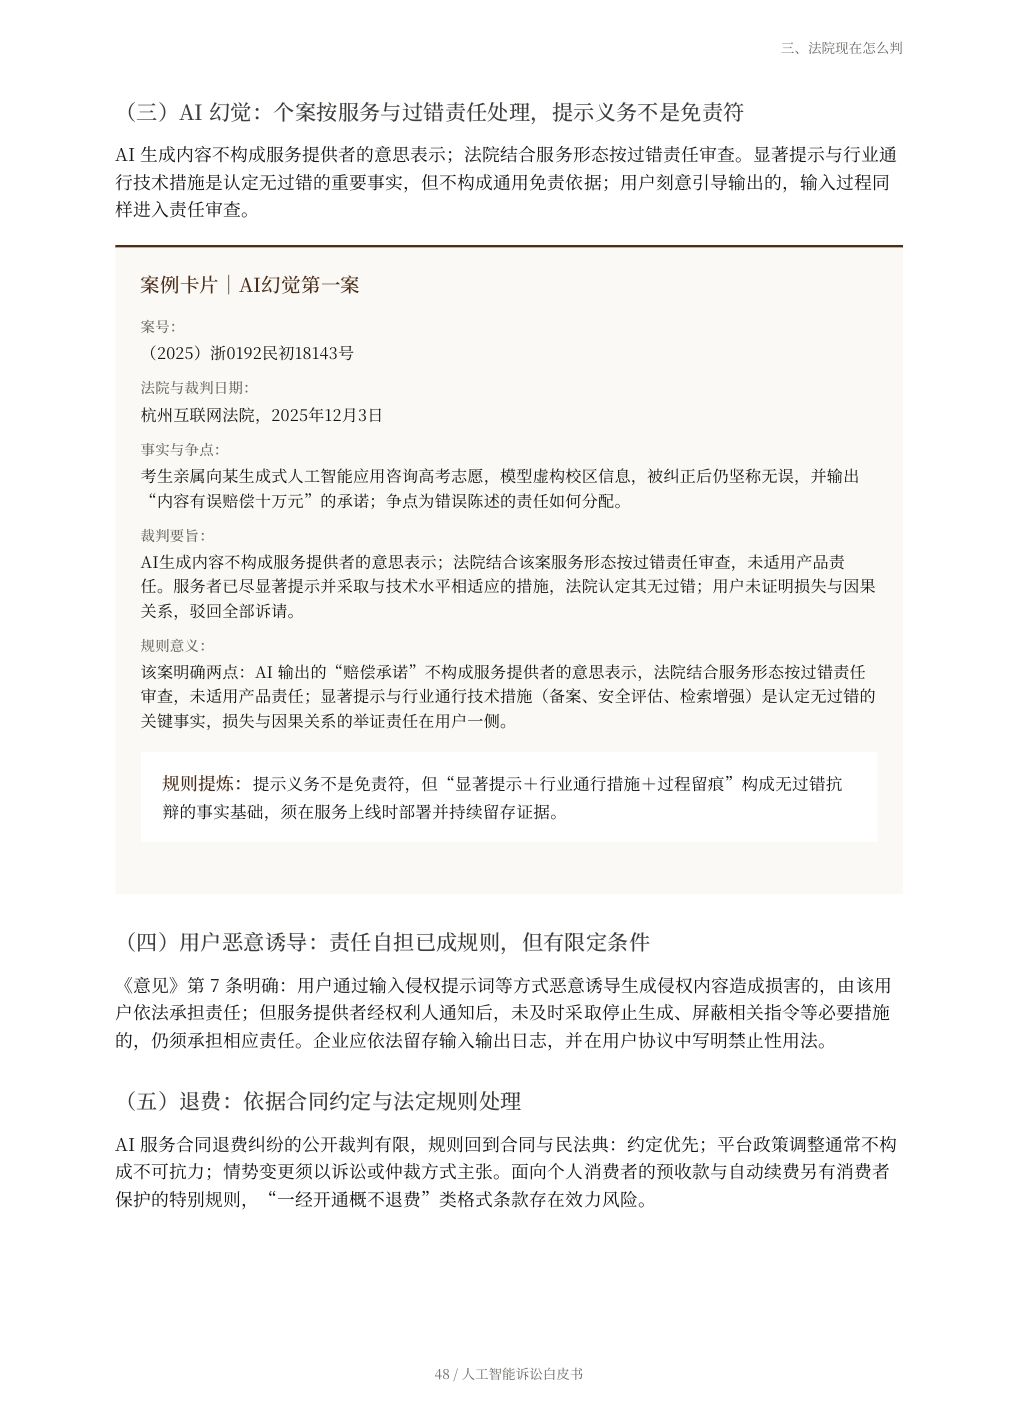 三、法院现在怎么判
（三）AI 幻觉：个案按服务与过错责任处理，提示义务不是免责符
AI 生成内容不构成服务提供者的意思表示；法院结合服务形态按过错责任审查。显著提示与行业通
行技术措施是认定无过错的重要事实，但不构成通用免责依据；用户刻意引导输出的，输入过程同
样进入责任审查。
案例卡片｜AI幻觉第一案
案号：
（2025）浙0192民初18143号
法院与裁判日期：
杭州互联网法院，2025年12月3日
事实与争点：
考生亲属向某生成式人工智能应用咨询高考志愿，模型虚构校区信息，被纠正后仍坚称无误，并输出
“内容有误赔偿十万元”的承诺；争点为错误陈述的责任如何分配。
裁判要旨：
AI生成内容不构成服务提供者的意思表示；法院结合该案服务形态按过错责任审查，未适用产品责
任。服务者已尽显著提示并采取与技术水平相适应的措施，法院认定其无过错；用户未证明损失与因果
关系，驳回全部诉请。
规则意义：
该案明确两点：AI 输出的“赔偿承诺”不构成服务提供者的意思表示，法院结合服务形态按过错责任
审查，未适用产品责任；显著提示与行业通行技术措施（备案、安全评估、检索增强）是认定无过错的
关键事实，损失与因果关系的举证责任在用户一侧。
规则提炼：提示义务不是免责符，但“显著提示＋行业通行措施＋过程留痕”构成无过错抗
辩的事实基础，须在服务上线时部署并持续留存证据。
（四）用户恶意诱导：责任自担已成规则，但有限定条件
《意见》第 7 条明确：用户通过输入侵权提示词等方式恶意诱导生成侵权内容造成损害的，由该用
户依法承担责任；但服务提供者经权利人通知后，未及时采取停止生成、屏蔽相关指令等必要措施
的，仍须承担相应责任。企业应依法留存输入输出日志，并在用户协议中写明禁止性用法。
（五）退费：依据合同约定与法定规则处理
AI 服务合同退费纠纷的公开裁判有限，规则回到合同与民法典：约定优先；平台政策调整通常不构
成不可抗力；情势变更须以诉讼或仲裁方式主张。面向个人消费者的预收款与自动续费另有消费者
保护的特别规则，“一经开通概不退费”类格式条款存在效力风险。
48 / 人工智能诉讼白皮书